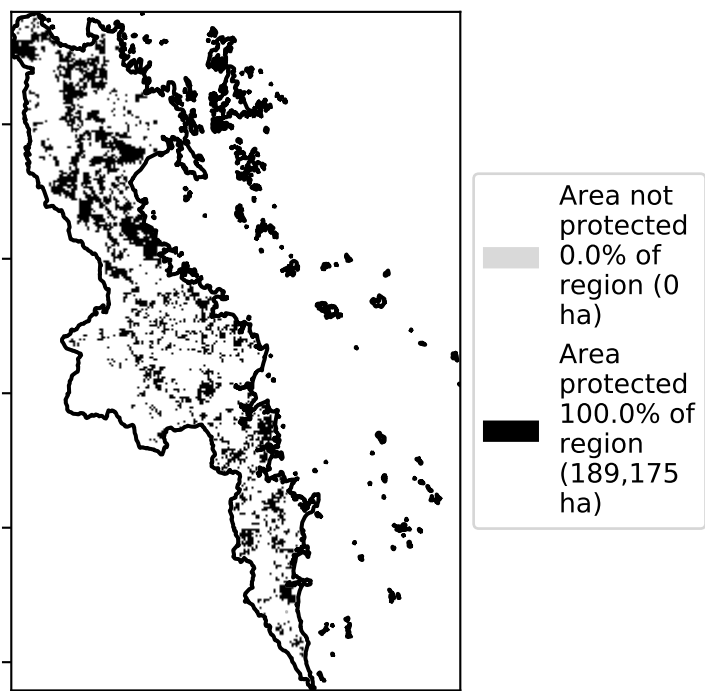 Area not
protected
0.0% of
region (0
ha)
Area
protected
100.0% of
region
(189,175
ha)